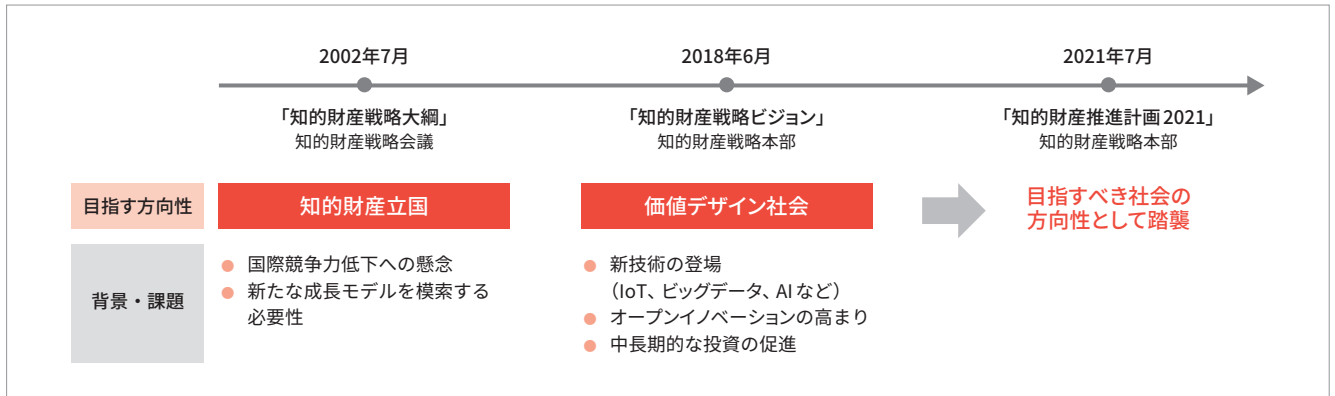 2002年7月
2018年6月
2021年7月
「知的財産戦略大綱」
知的財産戦略会議
「知的財産戦略ビジョン」
知的財産戦略本部
「知的財産推進計画2021」
知的財産戦略本部
目指す方向性
知的財産立国
価値デザイン社会
目指すべき社会の
方向性として踏襲
背景・課題
● 国際競争力低下への懸念
● 新たな成長モデルを模索する
必要性
● 新技術の登場
(IoT、ビッグデータ、AIなど)
● オープンイノベーションの高まり
● 中長期的な投資の促進